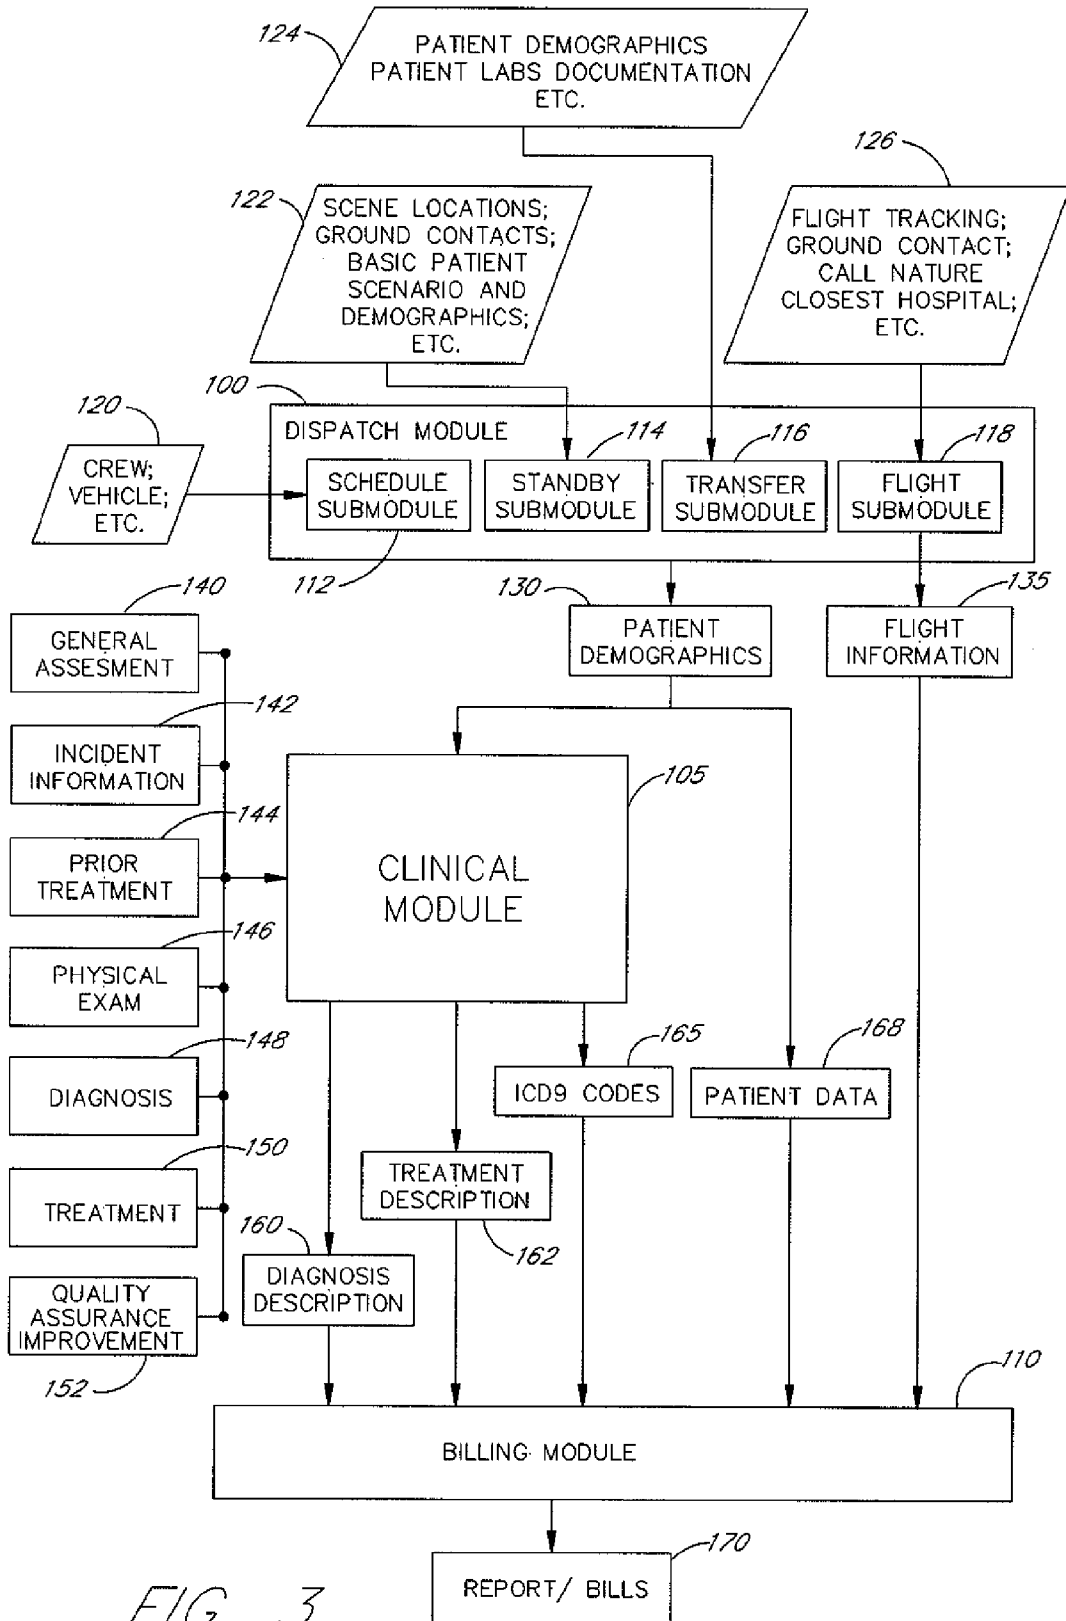 124
PATIENT DEMOGRAPHICS
PATIENT LABS DOCUMENTATION
ETC.
126
122
SCENE LOCATIONS;
GROUND CONTACTS;
BASIC PATIENT
SCENARIO AND
DEMOGRAPHICS;
ETC.
FLIGHT TRACKING;
GROUND CONTACT;
CALL NATURE
CLOSEST HOSPITAL;
ETC.
100
120
CREW;
VEHICLE;
ETC.
DISPATCH MODULE
114
116
118
SCHEDULE
SUBMODULE
STANDBY
SUBMODULE
TRANSFER
SUBMODULE
FLIGHT
SUBMODULE
112
130
135
PATIENT
DEMOGRAPHICS
FLIGHT
INFORMATION
140
GENERAL
ASSESMENT
142
INCIDENT
INFORMATION
144
PRIOR
TREATMENT
146
PHYSICAL
EXAM
148
DIAGNOSIS
150
TREATMENT
QUALITY
ASSURANCE
IMPROVEMENT
152
105
CLINICAL
MODULE
165
ICD9 CODES
168
PATIENT DATA
TREATMENT
DESCRIPTION
162
160
DIAGNOSIS
DESCRIPTION
110
BILLING MODULE
170
REPORT/ BILLS
FIG. 3